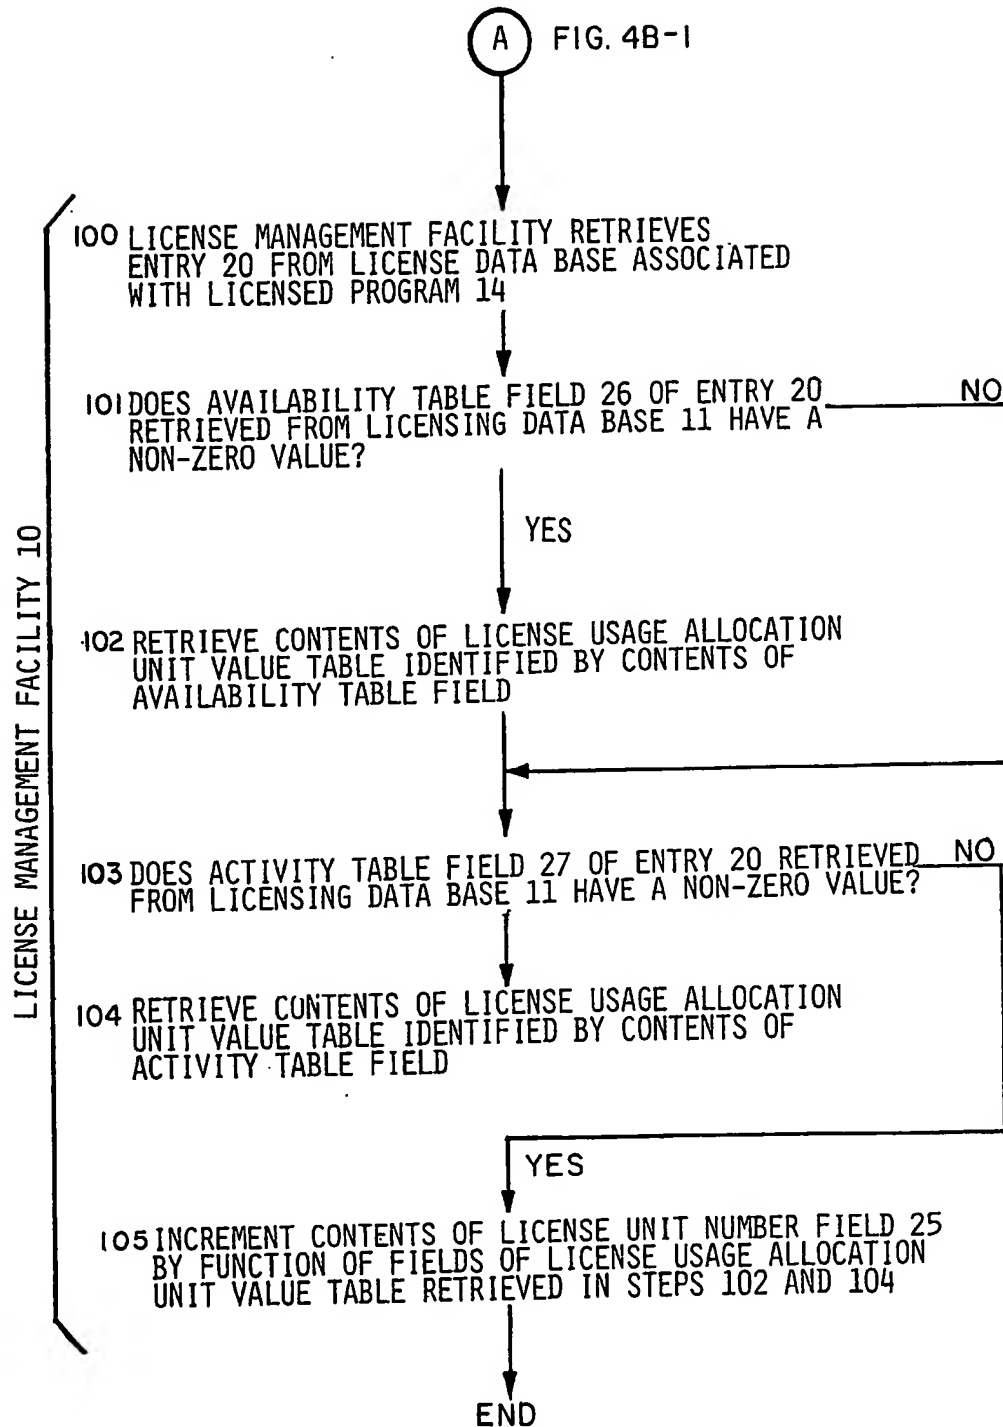 A FIG. 4B-1
100 LICENSE MANAGEMENT FACILITY RETRIEVES
ENTRY 20 FROM LICENSE DATA BASE ASSOCIATED
WITH LICENSED PROGRAM 14
101 DOES AVAILABILITY TABLE FIELD 26 OF ENTRY 20
RETRIEVED FROM LICENSING DATA BASE 11 HAVE A
NON-ZERO VALUE?
NO
YES
LICENSE MANAGEMENT FACILITY 10
102 RETRIEVE CONTENTS OF LICENSE USAGE ALLOCATION
UNIT VALUE TABLE IDENTIFIED BY CONTENTS OF
AVAILABILITY TABLE FIELD
103 DOES ACTIVITY TABLE FIELD 27 OF ENTRY 20 RETRIEVED
FROM LICENSING DATA BASE 11 HAVE A NON-ZERO VALUE?
NO
104 RETRIEVE CONTENTS OF LICENSE USAGE ALLOCATION
UNIT VALUE TABLE IDENTIFIED BY CONTENTS OF
ACTIVITY TABLE FIELD
YES
105 INCREMENT CONTENTS OF LICENSE UNIT NUMBER FIELD 25
BY FUNCTION OF FIELDS OF LICENSE USAGE ALLOCATION
UNIT VALUE TABLE RETRIEVED IN STEPS 102 AND 104
END